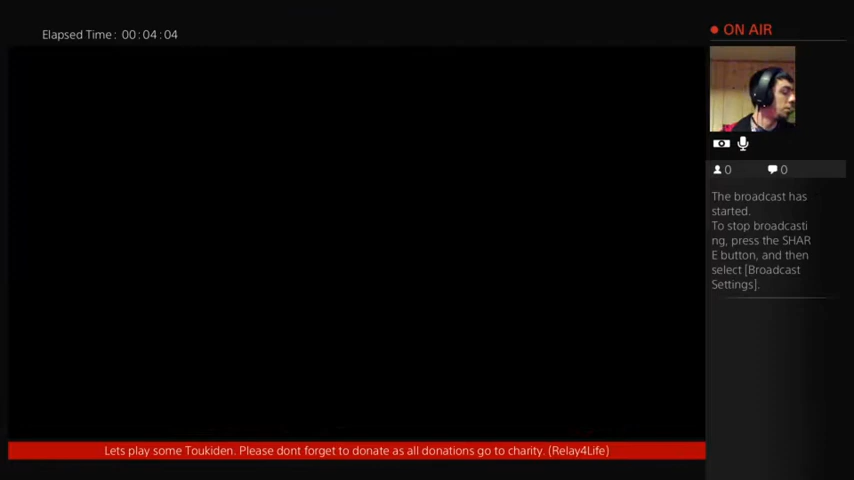 Elapsed Time: 00:04:04
ON AIR
0 0
The broadcast has
started.
To stop broadcasti
ng, press the SHAR
E button, and then
select [Broadcast
Settings].
Lets play some Toukiden. Please dont forget to donate as all donations go to charity. (Relay4Life)